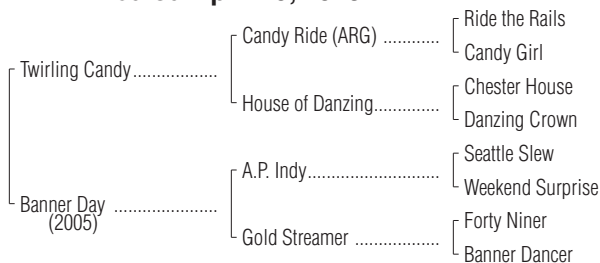 Ride the Rails
Candy Ride (ARG) ............
Candy Girl
Twirling Candy..................
Chester House
House of Danzing..............
Danzing Crown
Seattle Slew
A.P. Indy............................
Weekend Surprise
Banner Day ......................
(2005)
Forty Niner
Gold Streamer ..................
Banner Dancer